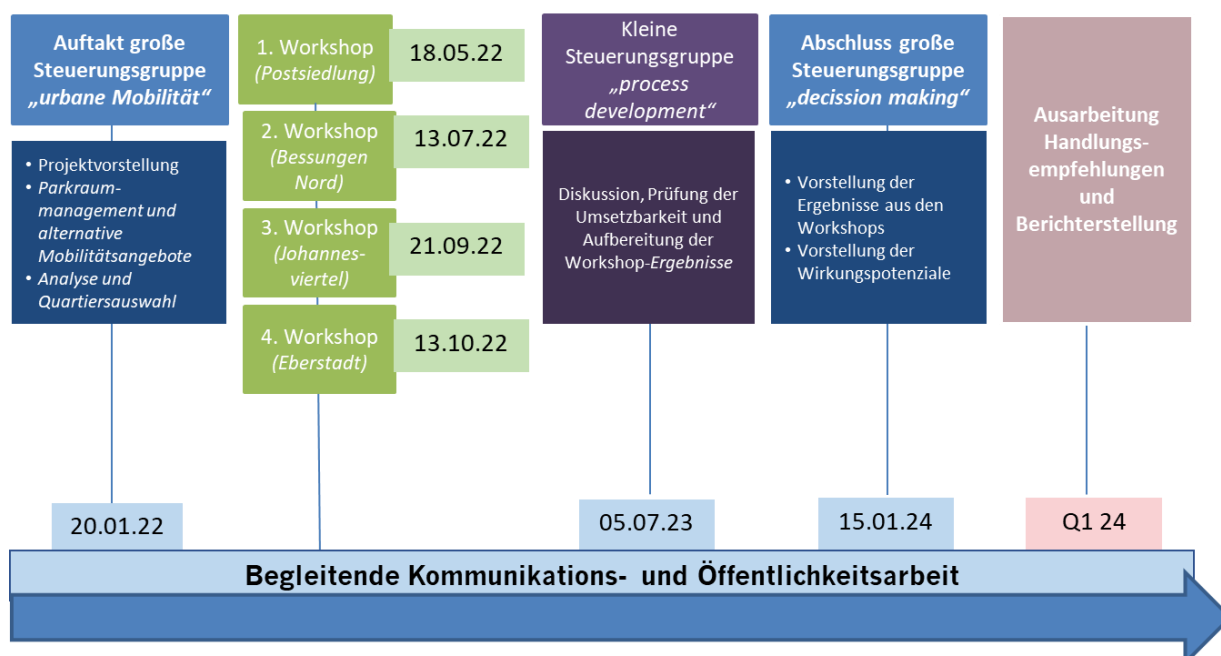 Auftakt große
Steuerungsgruppe
„urbane Mobilität“
• Projektvorstellung
• Parkraum-
management und
alternative
Mobilitätsangebote
• Analyse und
Quartiersauswahl
20.01.22
1. Workshop
(Postsiedlung)
18.05.22
2. Workshop
(Bessungen
Nord)
13.07.22
3. Workshop
(Johannes-
viertel)
21.09.22
4. Workshop
(Eberstadt)
13.10.22
Kleine
Steuerungsgruppe
„process
development“
Diskussion, Prüfung der
Umsetzbarkeit und
Aufbereitung der
Workshop-Ergebnisse
05.07.23
Abschluss große
Steuerungsgruppe
„decission making“
• Vorstellung der
Ergebnisse aus den
Workshops
• Vorstellung der
Wirkungspotenziale
15.01.24
Ausarbeitung
Handlungs-
empfehlungen
und
Berichterstellung
Q1 24
Begleitende Kommunikations- und Öffentlichkeitsarbeit